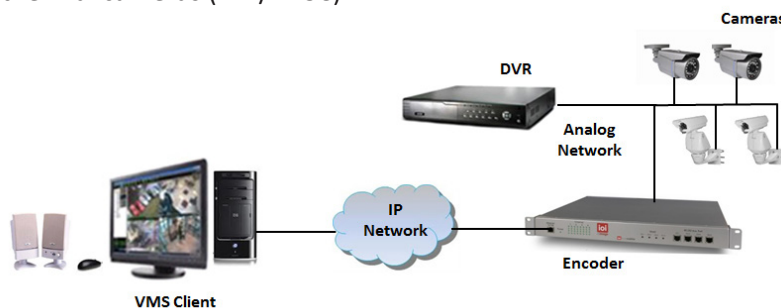 Cameras
DVR
Analog
Network
IP
Network
Encoder
VMS Client